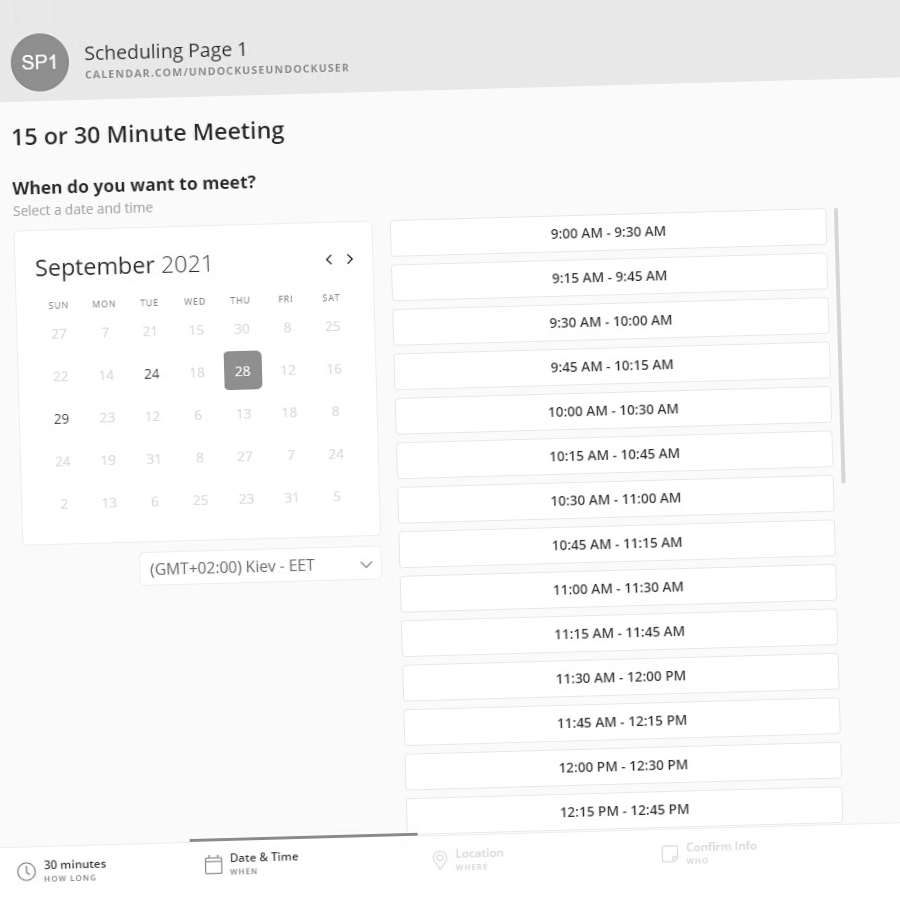 SP1
Scheduling Page 1
CALENDAR.COM/UNDOCKUSEUNDOCKUSER
15 or 30 Minute Meeting
When do you want to meet?
Select a date and time
September 2021
SUN MON TUE WED THU FRI SAT
27 7 21 15 30 8 25
22 14 24 18 28 12 16
29 23 12 6 13 18 8
24 19 31 8 27 7 24
2 13 6 25 23 31 5
(GMT+02:00) Kiev - EET
9:00 AM - 9:30 AM
9:15 AM - 9:45 AM
9:30 AM - 10:00 AM
9:45 AM - 10:15 AM
10:00 AM - 10:30 AM
10:15 AM - 10:45 AM
10:30 AM - 11:00 AM
10:45 AM - 11:15 AM
11:00 AM - 11:30 AM
11:15 AM - 11:45 AM
11:30 AM - 12:00 PM
11:45 AM - 12:15 PM
12:00 PM - 12:30 PM
12:15 PM - 12:45 PM
30 minutes
HOW LONG
Date & Time
WHEN
Location
WHERE
Confirm Info
WHO